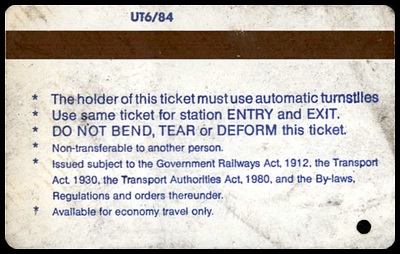 UT6/84
* The holder of this ticket must use automatic turnstiles
* Use same ticket for station ENTRY and EXIT.
* DO NOT BEND, TEAR or DEFORM this ticket.
* Non-transferable to another person.
* Issued subject to the Government Railways Act, 1912, the Transport
Act, 1930, the Transport Authorities Act, 1980, and the By-laws,
Regulations and orders thereunder.
* Available for economy travel only.